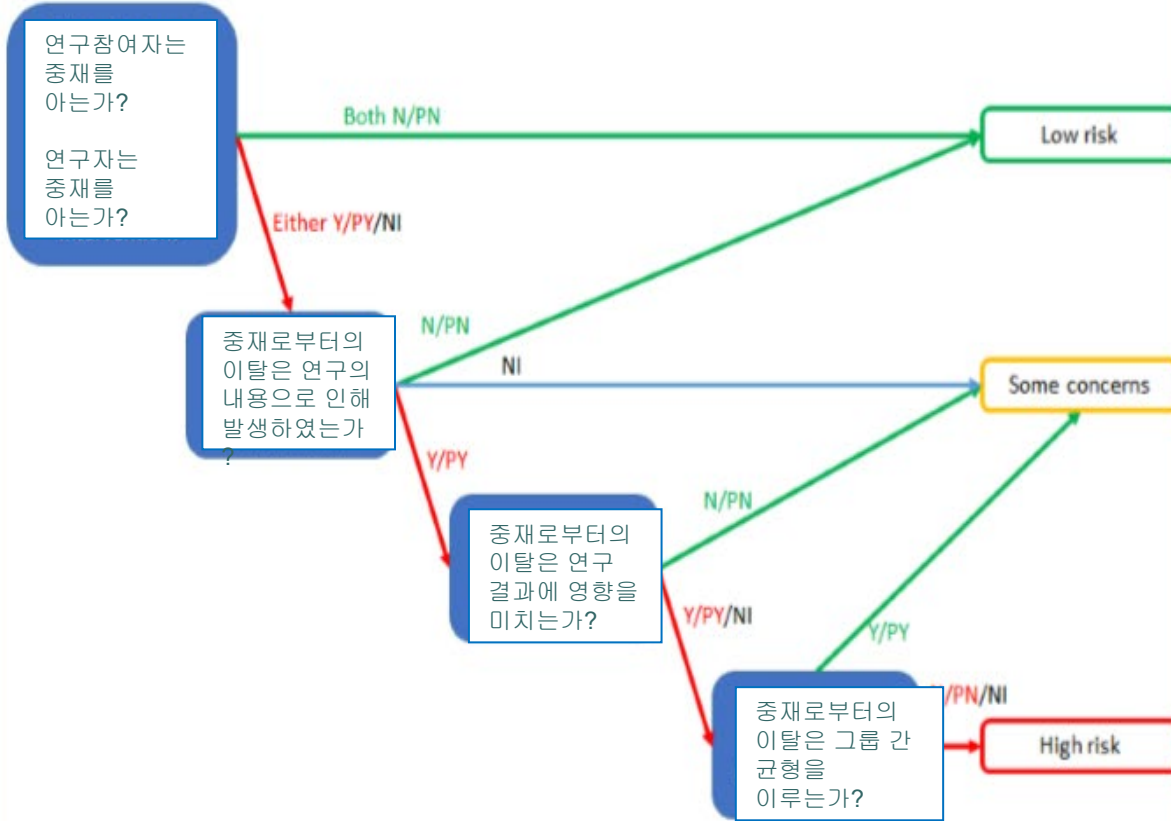 연구참여자는
중재를
아는가?
연구자는
중재를
아는가?
Both N/PN
Low risk
Either Y/PY/NI
중재로부터의
이탈은 연구의
내용으로 인해
발생하였는가
?
N/PN
NI
Some concerns
Y/PY
중재로부터의
이탈은 연구
결과에 영향을
미치는가?
N/PN
Y/PY/NI
Y/PY
중재로부터의
이탈은 그룹 간
균형을
이루는가?
/PN/NI
High risk